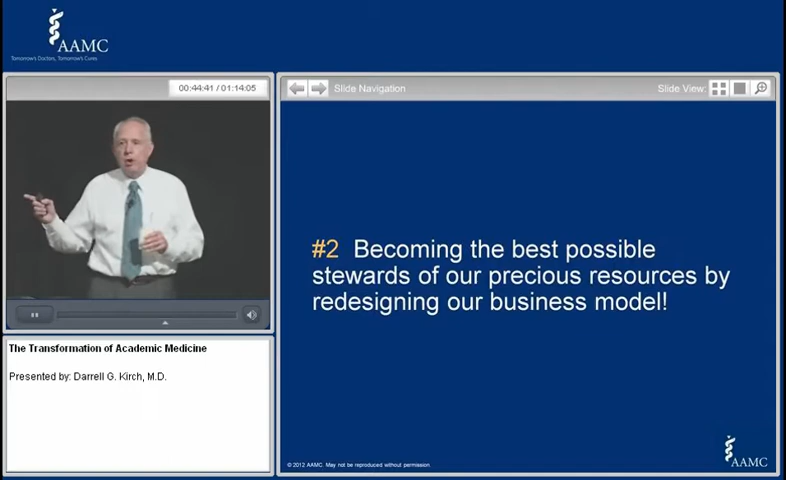 AAMC
Tomorrow's Doctors, Tomorrow's Cures
00:44:41 / 01:14:05
Slide Navigation
Slide View:
#2 Becoming the best possible
stewards of our precious resources by
redesigning our business model!
The Transformation of Academic Medicine
Presented by: Darrell G. Kirch, M.D.
© 2012 AAMC. May not be reproduced without permission.
AAMC